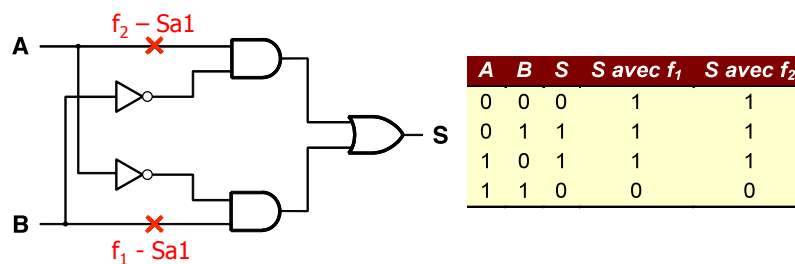 f₂ – Sa1
A
B
f₁ - Sa1
S
A B S S avec f₁ S avec f₂
0 0 0 1 1
0 1 1 1 1
1 0 1 1 1
1 1 0 0 0